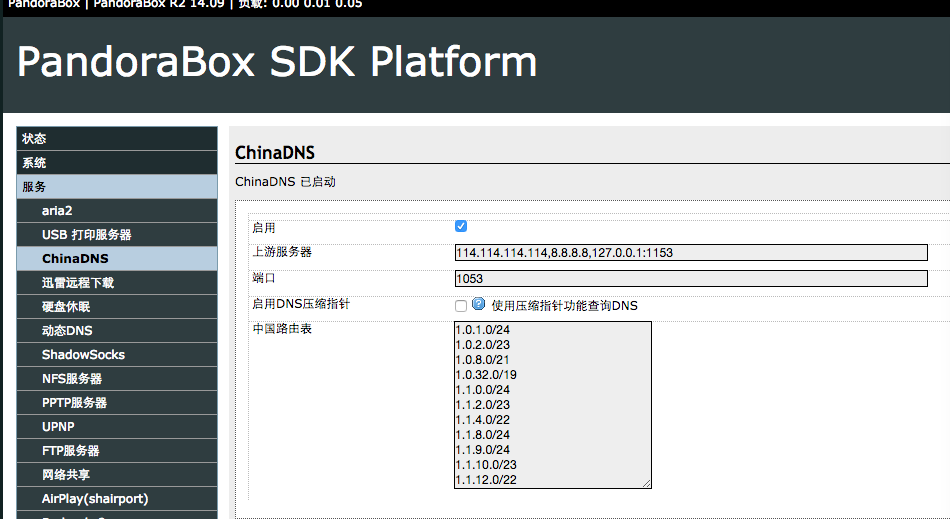 PandoraBox | PandoraBox R2 14.09 | 负载: 0.00 0.01 0.05
PandoraBox SDK Platform
状态
系统
服务
aria2
USB 打印服务器
ChinaDNS
迅雷远程下载
硬盘休眠
动态DNS
ShadowSocks
NFS服务器
PPTP服务器
UPNP
FTP服务器
网络共享
AirPlay(shairport)
ChinaDNS
ChinaDNS 已启动
启用
上游服务器 114.114.114.114,8.8.8.8,127.0.0.1:1153
端口 1053
启用DNS压缩指针 使用压缩指针功能查询DNS
中国路由表
1.0.1.0/24
1.0.2.0/23
1.0.8.0/21
1.0.32.0/19
1.1.0.0/24
1.1.2.0/23
1.1.4.0/22
1.1.8.0/24
1.1.9.0/24
1.1.10.0/23
1.1.12.0/22